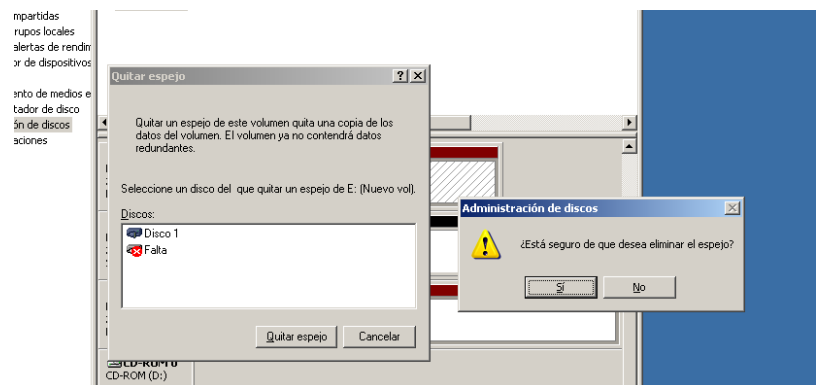 mpartidas
rupos locales
alertas de rendim
or de dispositivos
ento de medios e
tador de disco
ón de discos
aciones
Quitar espejo
Quitar un espejo de este volumen quita una copia de los
datos del volumen. El volumen ya no contendrá datos
redundantes.
Seleccione un disco del que quitar un espejo de E: (Nuevo vol).
Discos:
Disco 1
Falta
Quitar espejo
Cancelar
Administración de discos
¿Está seguro de que desea eliminar el espejo?
Sí
No
CD-ROM 0
CD-ROM (D:)